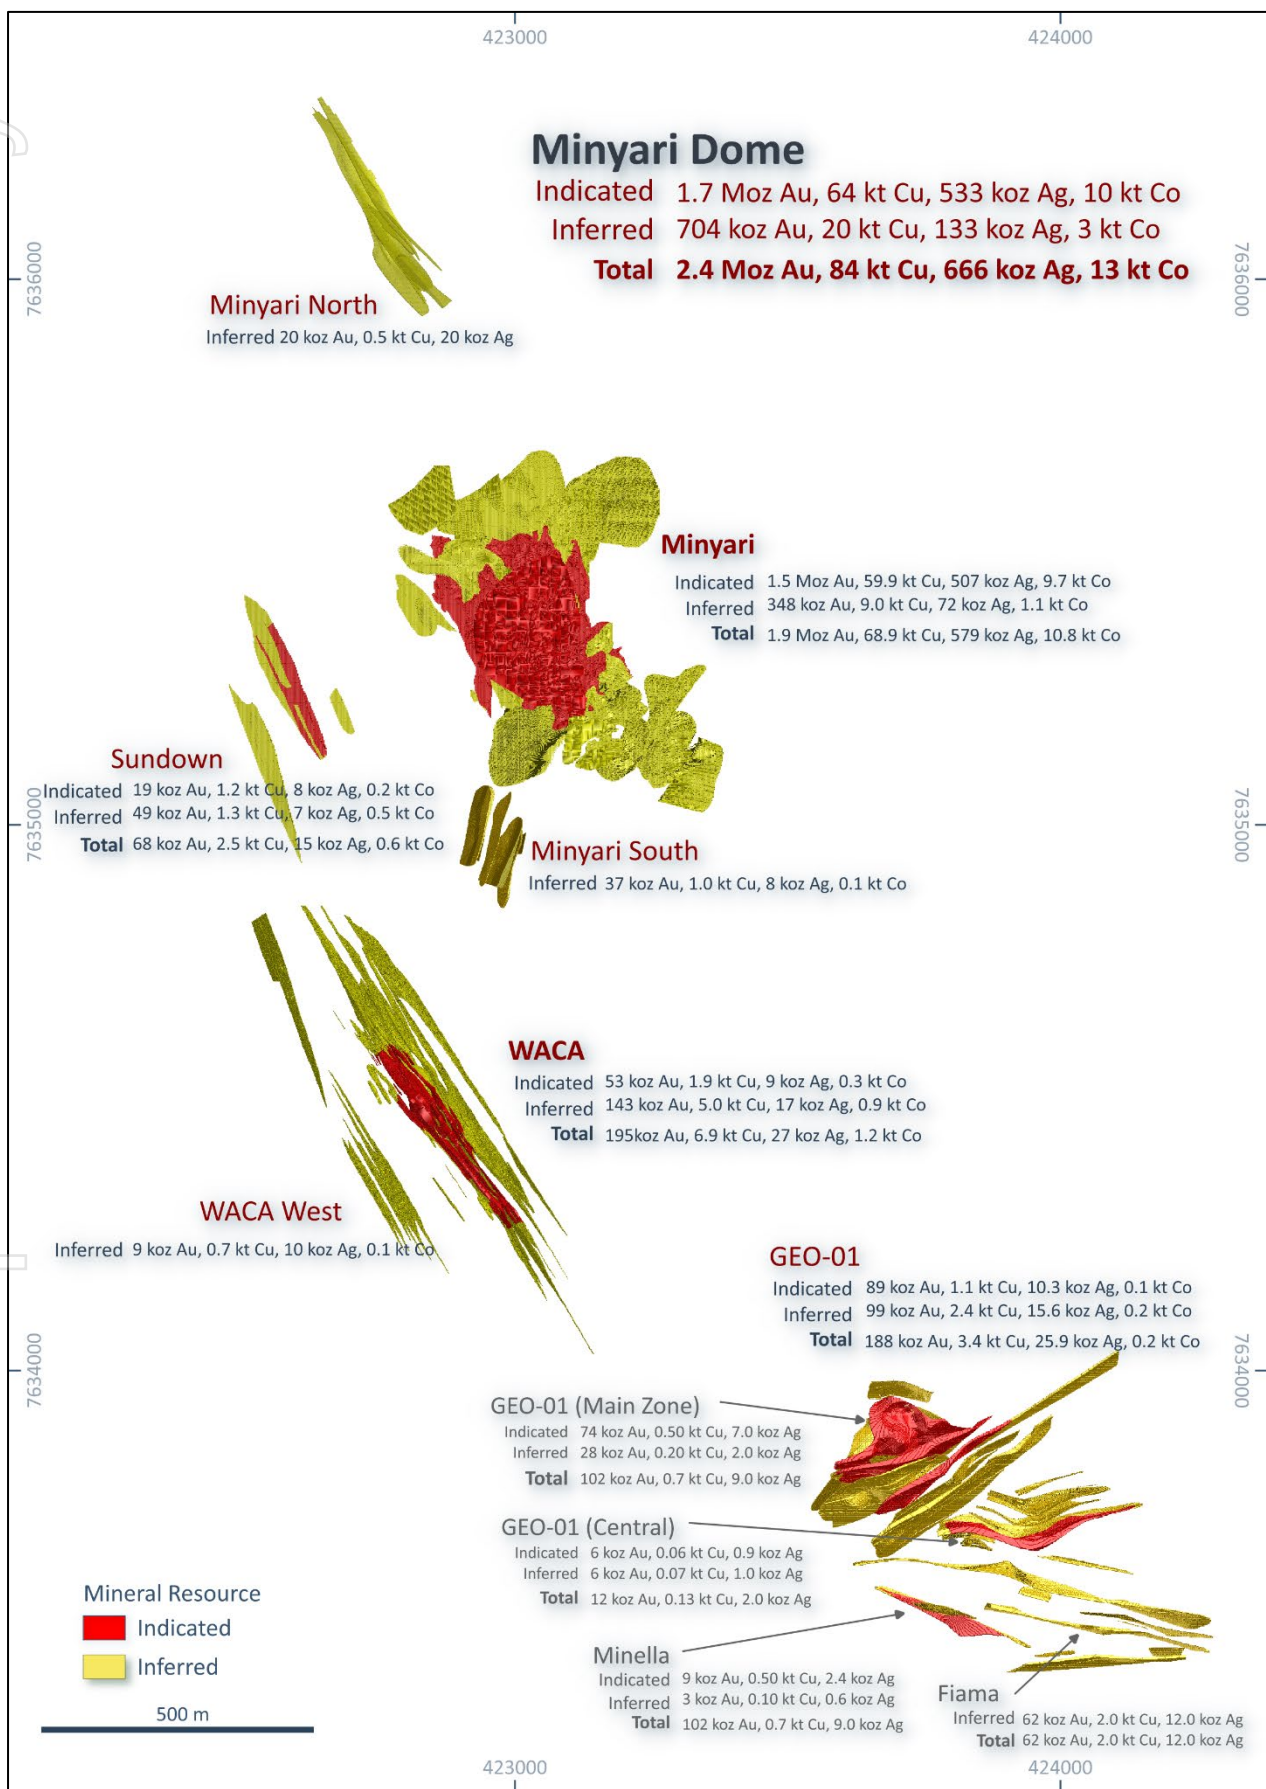 423000
424000
Minyari Dome
Indicated 1.7 Moz Au, 64 kt Cu, 533 koz Ag, 10 kt Co
Inferred 704 koz Au, 20 kt Cu, 133 koz Ag, 3 kt Co
Total 2.4 Moz Au, 84 kt Cu, 666 koz Ag, 13 kt Co
7636000
7636000
Minyari North
Inferred 20 koz Au, 0.5 kt Cu, 20 koz Ag
Minyari
Indicated 1.5 Moz Au, 59.9 kt Cu, 507 koz Ag, 9.7 kt Co
Inferred 348 koz Au, 9.0 kt Cu, 72 koz Ag, 1.1 kt Co
Total 1.9 Moz Au, 68.9 kt Cu, 579 koz Ag, 10.8 kt Co
Sundown
Indicated 19 koz Au, 1.2 kt Cu, 8 koz Ag, 0.2 kt Co
Inferred 49 koz Au, 1.3 kt Cu, 7 koz Ag, 0.5 kt Co
Total 68 koz Au, 2.5 kt Cu, 15 koz Ag, 0.6 kt Co
7635000
7635000
Minyari South
Inferred 37 koz Au, 1.0 kt Cu, 8 koz Ag, 0.1 kt Co
WACA
Indicated 53 koz Au, 1.9 kt Cu, 9 koz Ag, 0.3 kt Co
Inferred 143 koz Au, 5.0 kt Cu, 17 koz Ag, 0.9 kt Co
Total 195koz Au, 6.9 kt Cu, 27 koz Ag, 1.2 kt Co
WACA West
Inferred 9 koz Au, 0.7 kt Cu, 10 koz Ag, 0.1 kt Co
GEO-01
Indicated 89 koz Au, 1.1 kt Cu, 10.3 koz Ag, 0.1 kt Co
Inferred 99 koz Au, 2.4 kt Cu, 15.6 koz Ag, 0.2 kt Co
Total 188 koz Au, 3.4 kt Cu, 25.9 koz Ag, 0.2 kt Co
7634000
7634000
GEO-01 (Main Zone)
Indicated 74 koz Au, 0.50 kt Cu, 7.0 koz Ag
Inferred 28 koz Au, 0.20 kt Cu, 2.0 koz Ag
Total 102 koz Au, 0.7 kt Cu, 9.0 koz Ag
GEO-01 (Central)
Indicated 6 koz Au, 0.06 kt Cu, 0.9 koz Ag
Inferred 6 koz Au, 0.07 kt Cu, 1.0 koz Ag
Total 12 koz Au, 0.13 kt Cu, 2.0 koz Ag
Minella
Indicated 9 koz Au, 0.50 kt Cu, 2.4 koz Ag
Inferred 3 koz Au, 0.10 kt Cu, 0.6 koz Ag
Total 102 koz Au, 0.7 kt Cu, 9.0 koz Ag
Fiama
Inferred 62 koz Au, 2.0 kt Cu, 12.0 koz Ag
Total 62 koz Au, 2.0 kt Cu, 12.0 koz Ag
Mineral Resource
Indicated
Inferred
500 m
423000
424000